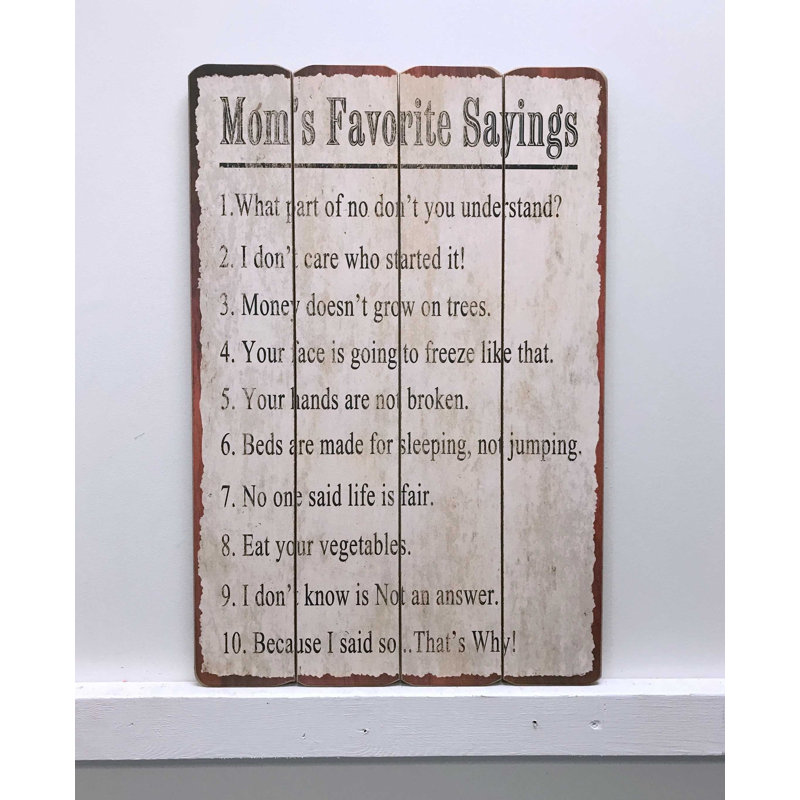 Mom's Favorite Sayings
1.What part of no don't you understand?
2. I don't care who started it!
3. Money doesn't grow on trees.
4. Your face is going to freeze like that.
5. Your hands are not broken.
6. Beds are made for sleeping, not jumping.
7. No one said life is fair.
8. Eat your vegetables.
9. I don't know is Not an answer.
10. Because I said so...That's Why!